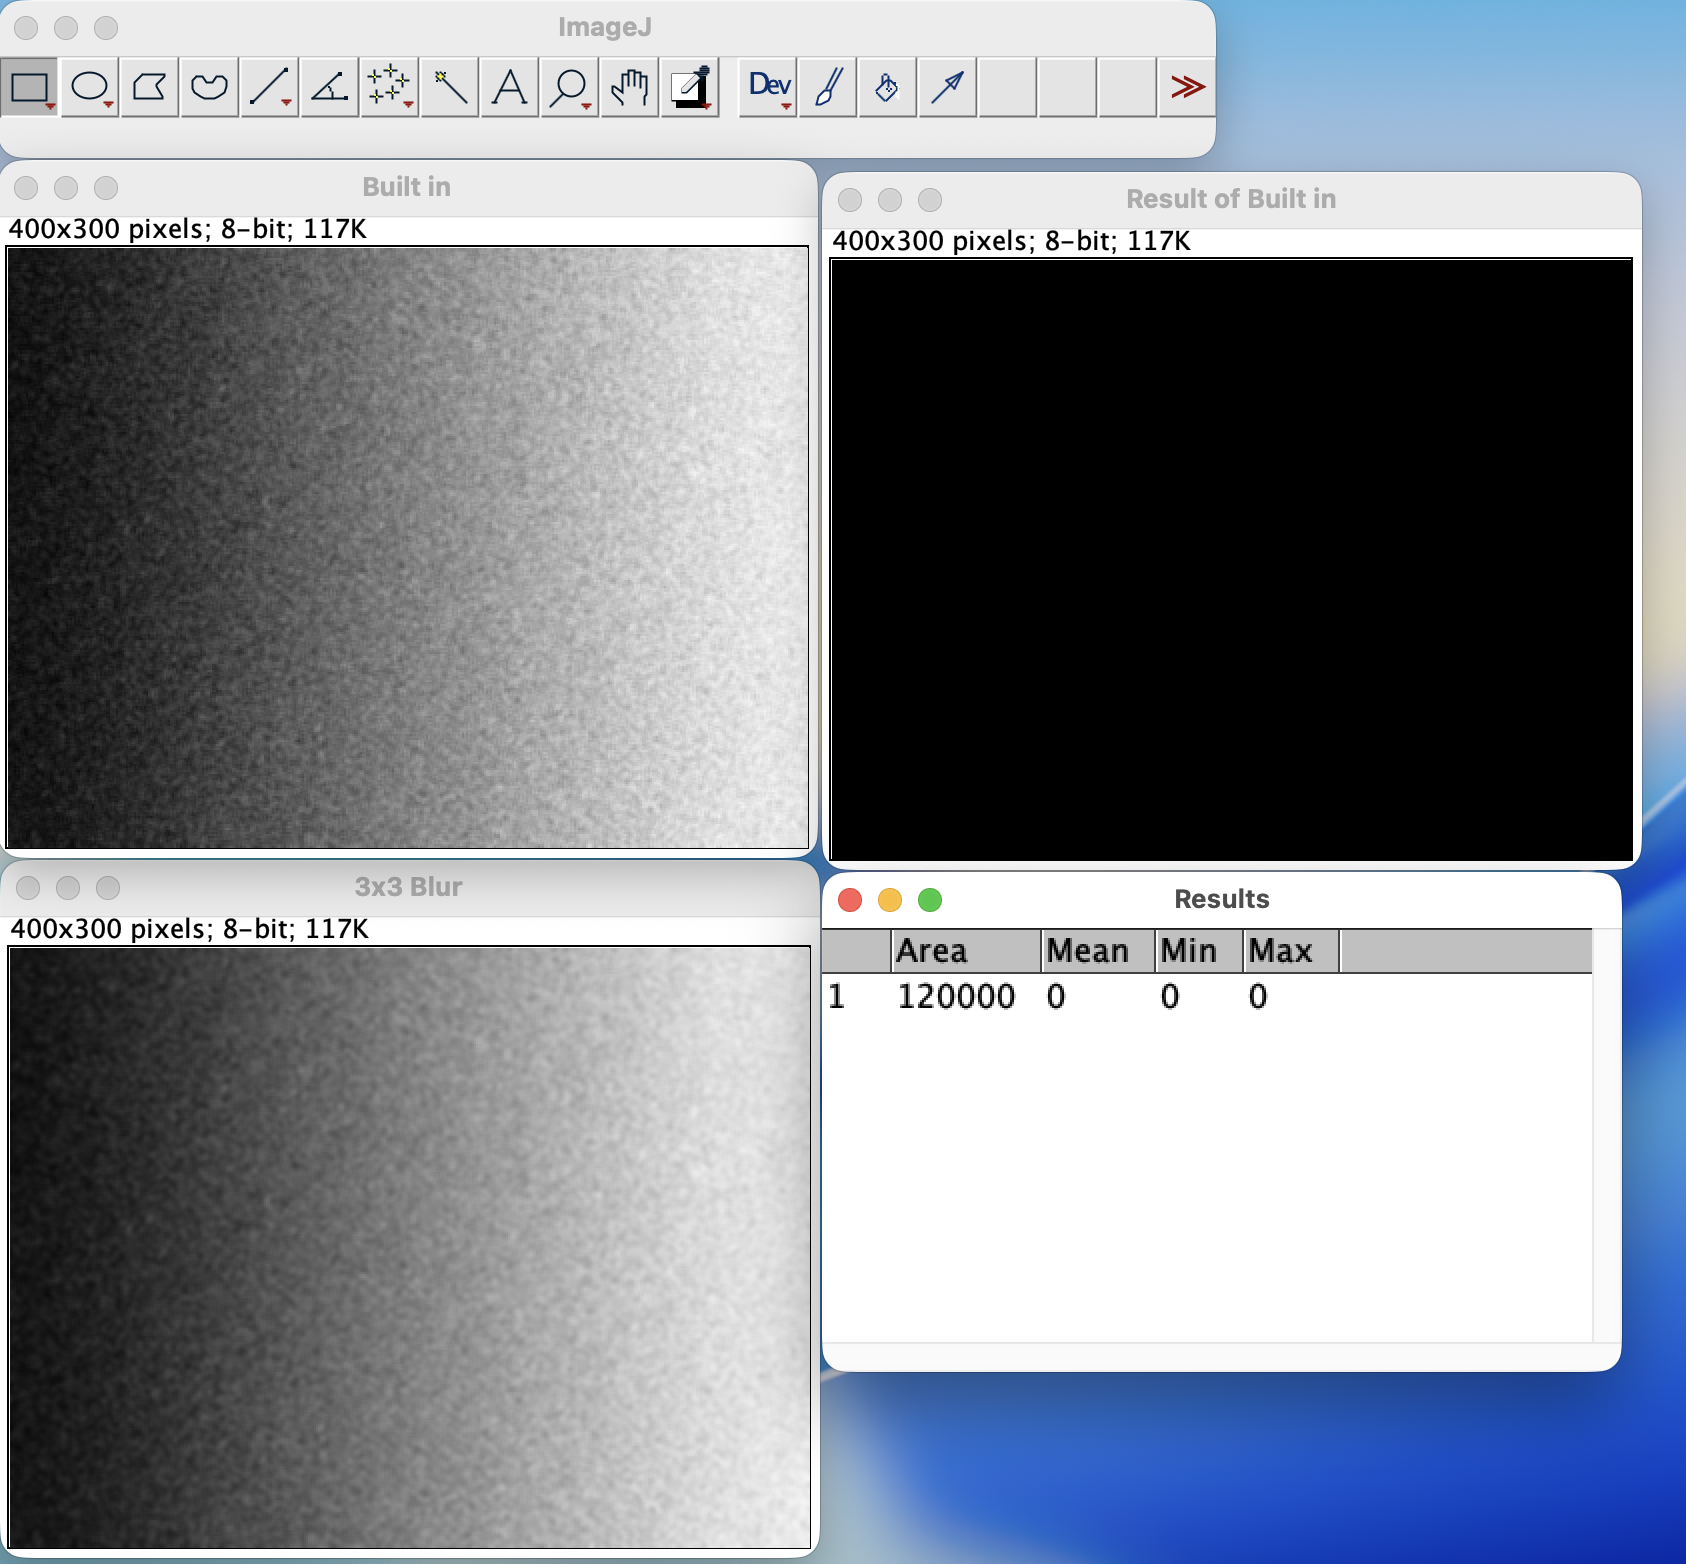 ImageJ
A
Dev
Built in
400x300 pixels; 8-bit; 117K
Result of Built in
400x300 pixels; 8-bit; 117K
3x3 Blur
400x300 pixels; 8-bit; 117K
Results
Area Mean Min Max
1 120000 0 0 0